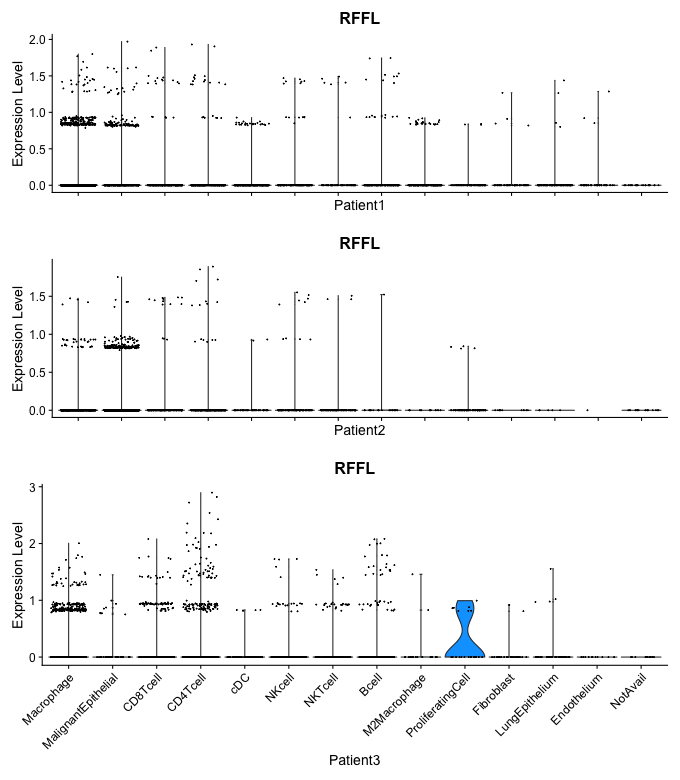 RFFL
Expression Level
2.0
1.5
1.0
0.5
0.0
Patient1
RFFL
Expression Level
1.5
1.0
0.5
0.0
Patient2
RFFL
Expression Level
3
2
1
0
Macrophage
MalignantEpithelial
CD8Tcell
CD4Tcell
cDC
NKcell
NKTcell
Bcell
M2Macrophage
ProliferatingCell
Fibroblast
LungEpithelium
Endothelium
NotAvail
Patient3